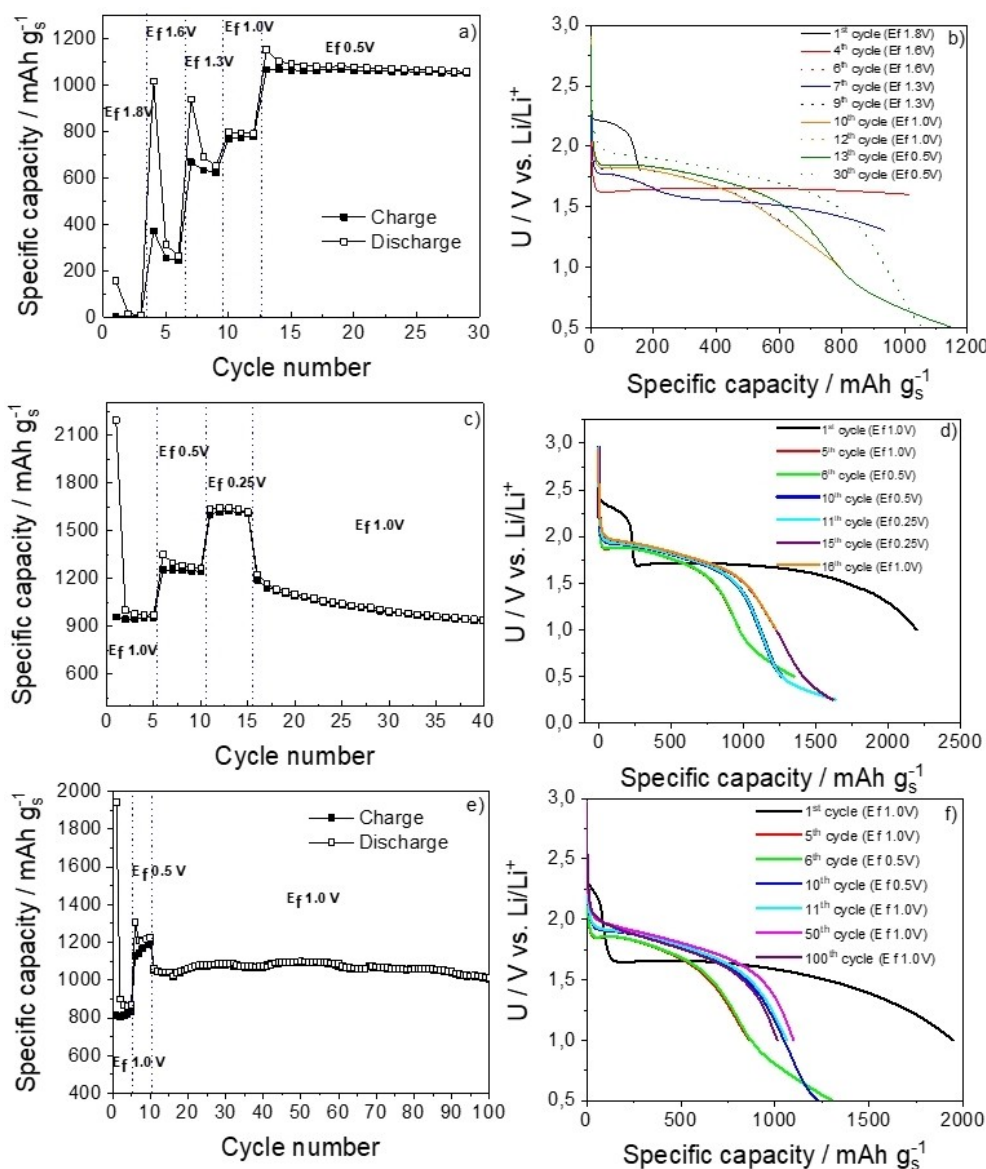 a)
Specific capacity / mAh gs⁻¹
1200
1000
800
600
400
200
0
Ef 1.8V
Ef 1.6V
Ef 1.3V
Ef 1.0V
Ef 0.5V
Charge
Discharge
0 5 10 15 20 25 30
Cycle number
b)
U / V vs. Li/Li⁺
3,0
2,5
2,0
1,5
1,0
0,5
1st cycle (Ef 1.8V)
4th cycle (Ef 1.6V)
6th cycle (Ef 1.6V)
7th cycle (Ef 1.3V)
9th cycle (Ef 1.3V)
10th cycle (Ef 1.0V)
12th cycle (Ef 1.0V)
13th cycle (Ef 0.5V)
30th cycle (Ef 0.5V)
0 200 400 600 800 1000 1200
Specific capacity / mAh gs⁻¹
c)
Specific capacity / mAh gs⁻¹
2100
1800
1500
1200
900
600
Ef 1.0V
Ef 0.5V
Ef 0.25V
Ef 1.0V
0 5 10 15 20 25 30 35 40
Cycle number
d)
U / V vs. Li/Li⁺
3,0
2,5
2,0
1,5
1,0
0,5
0,0
1st cycle (Ef 1.0V)
5th cycle (Ef 1.0V)
6th cycle (Ef 0.5V)
10th cycle (Ef 0.5V)
11th cycle (Ef 0.25V)
15th cycle (Ef 0.25V)
16th cycle (Ef 1.0V)
0 500 1000 1500 2000 2500
Specific capacity / mAh gs⁻¹
e)
Specific capacity / mAh gs⁻¹
2000
1800
1600
1400
1200
1000
800
600
400
Charge
Discharge
Ef 0.5 V
Ef 1.0 V
Ef 1.0 V
0 10 20 30 40 50 60 70 80 90 100
Cycle number
f)
U / V vs. Li/Li⁺
3,0
2,5
2,0
1,5
1,0
0,5
1st cycle (Ef 1.0V)
5th cycle (Ef 1.0V)
6th cycle (Ef 0.5V)
10th cycle (Ef 0.5V)
11th cycle (Ef 1.0V)
50th cycle (Ef 1.0V)
100th cycle (Ef 1.0V)
0 500 1000 1500 2000
Specific capacity / mAh gs⁻¹